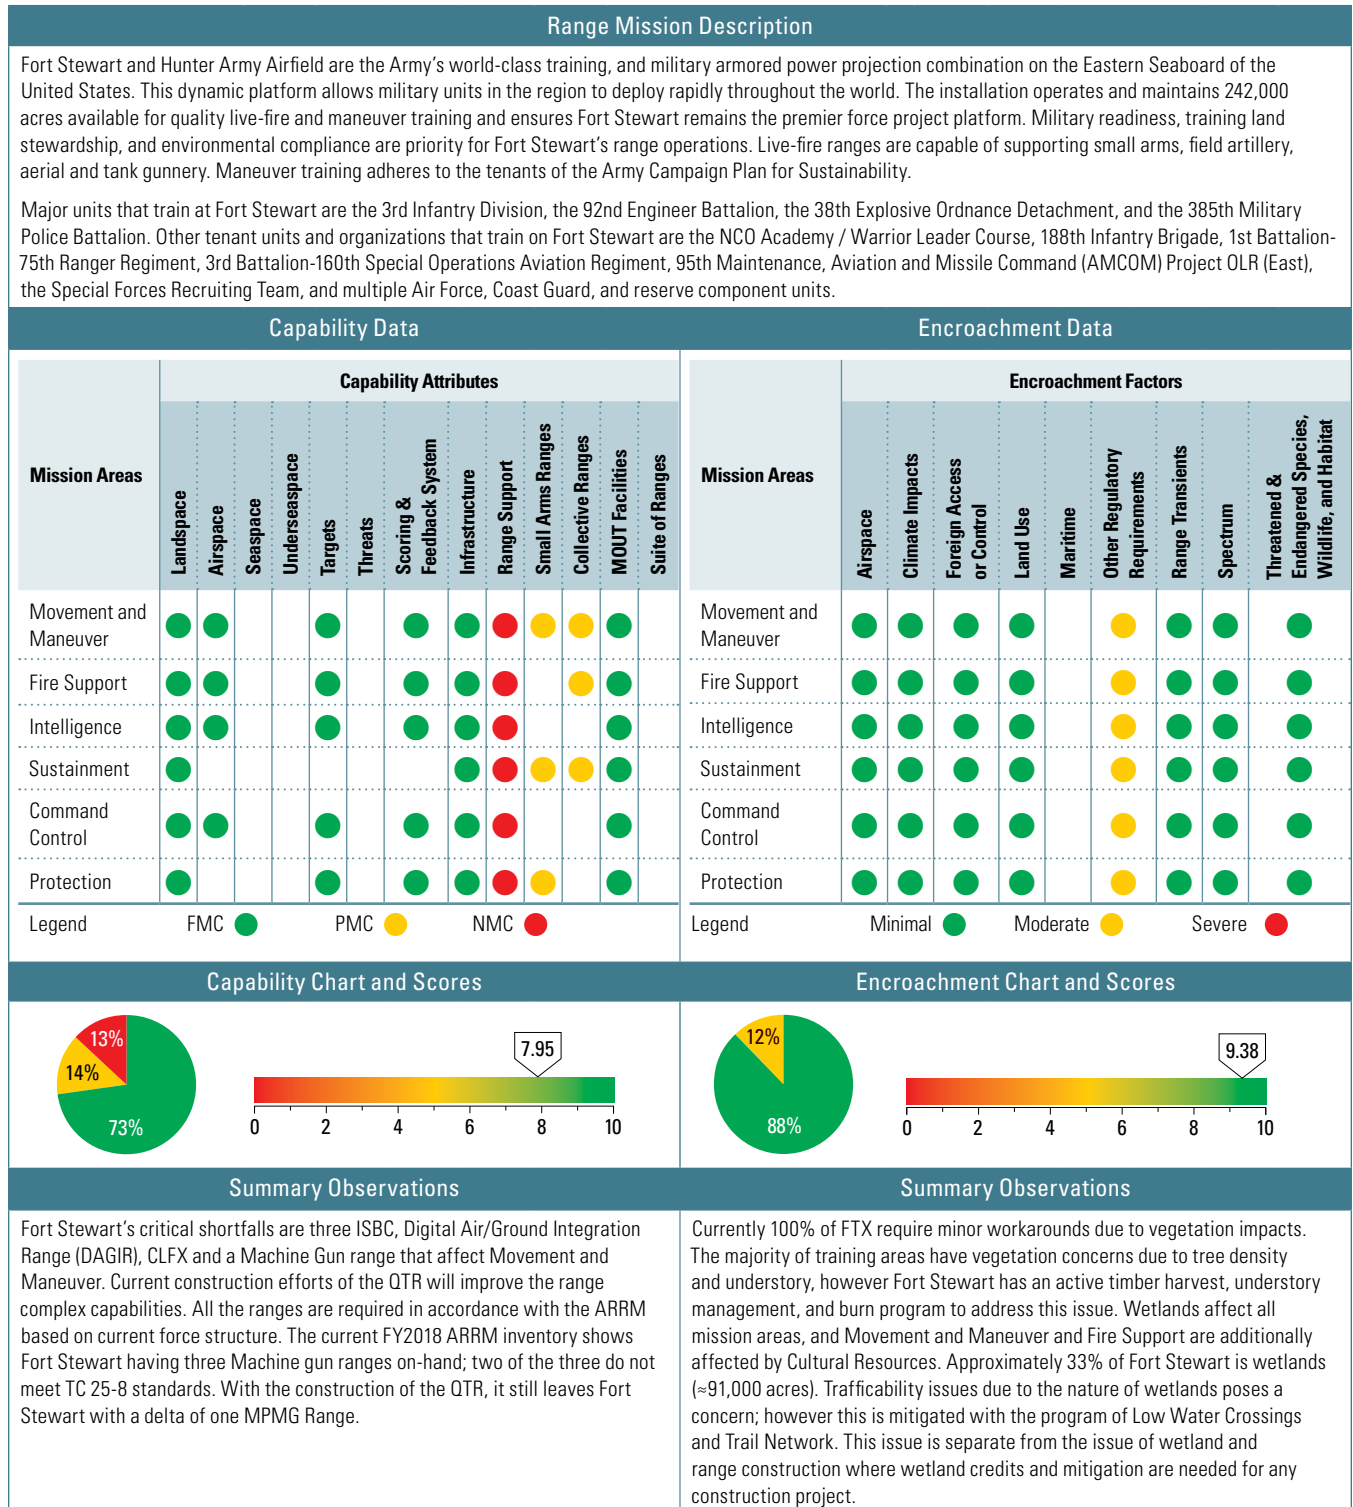 Range Mission Description
Fort Stewart and Hunter Army Airfield are the Army's world-class training, and military armored power projection combination on the Eastern Seaboard of the
United States. This dynamic platform allows military units in the region to deploy rapidly throughout the world. The installation operates and maintains 242,000
acres available for quality live-fire and maneuver training and ensures Fort Stewart remains the premier force project platform. Military readiness, training land
stewardship, and environmental compliance are priority for Fort Stewart's range operations. Live-fire ranges are capable of supporting small arms, field artillery,
aerial and tank gunnery. Maneuver training adheres to the tenants of the Army Campaign Plan for Sustainability.
Major units that train at Fort Stewart are the 3rd Infantry Division, the 92nd Engineer Battalion, the 38th Explosive Ordnance Detachment, and the 385th Military
Police Battalion. Other tenant units and organizations that train on Fort Stewart are the NCO Academy / Warrior Leader Course, 188th Infantry Brigade, 1st Battalion-
75th Ranger Regiment, 3rd Battalion-160th Special Operations Aviation Regiment, 95th Maintenance, Aviation and Missile Command (AMCOM) Project OLR (East),
the Special Forces Recruiting Team, and multiple Air Force, Coast Guard, and reserve component units.
Capability Data
Mission Areas
Capability Attributes
Landspace
Airspace
Seaspace
Underseaspace
Targets
Threats
Scoring &
Feedback System
Infrastructure
Range Support
Small Arms Ranges
Collective Ranges
MOUT Facilities
Suite of Ranges
Movement and
Maneuver
Fire Support
Intelligence
Sustainment
Command
Control
Protection
Legend FMC PMC NMC
Encroachment Data
Mission Areas
Encroachment Factors
Airspace
Climate Impacts
Foreign Access
or Control
Land Use
Maritime
Other Regulatory
Requirements
Range Transients
Spectrum
Threatened &
Endangered Species,
Wildlife, and Habitat
Movement and
Maneuver
Fire Support
Intelligence
Sustainment
Command
Control
Protection
Legend Minimal Moderate Severe
Capability Chart and Scores
13%
14%
73%
7.95
0 2 4 6 8 10
Encroachment Chart and Scores
12%
88%
9.38
0 2 4 6 8 10
Summary Observations
Fort Stewart's critical shortfalls are three ISBC, Digital Air/Ground Integration
Range (DAGIR), CLFX and a Machine Gun range that affect Movement and
Maneuver. Current construction efforts of the QTR will improve the range
complex capabilities. All the ranges are required in accordance with the ARRM
based on current force structure. The current FY2018 ARRM inventory shows
Fort Stewart having three Machine gun ranges on-hand; two of the three do not
meet TC 25-8 standards. With the construction of the QTR, it still leaves Fort
Stewart with a delta of one MPMG Range.
Summary Observations
Currently 100% of FTX require minor workarounds due to vegetation impacts.
The majority of training areas have vegetation concerns due to tree density
and understory, however Fort Stewart has an active timber harvest, understory
management, and burn program to address this issue. Wetlands affect all
mission areas, and Movement and Maneuver and Fire Support are additionally
affected by Cultural Resources. Approximately 33% of Fort Stewart is wetlands
(≈91,000 acres). Trafficability issues due to the nature of wetlands poses a
concern; however this is mitigated with the program of Low Water Crossings
and Trail Network. This issue is separate from the issue of wetland and
range construction where wetland credits and mitigation are needed for any
construction project.